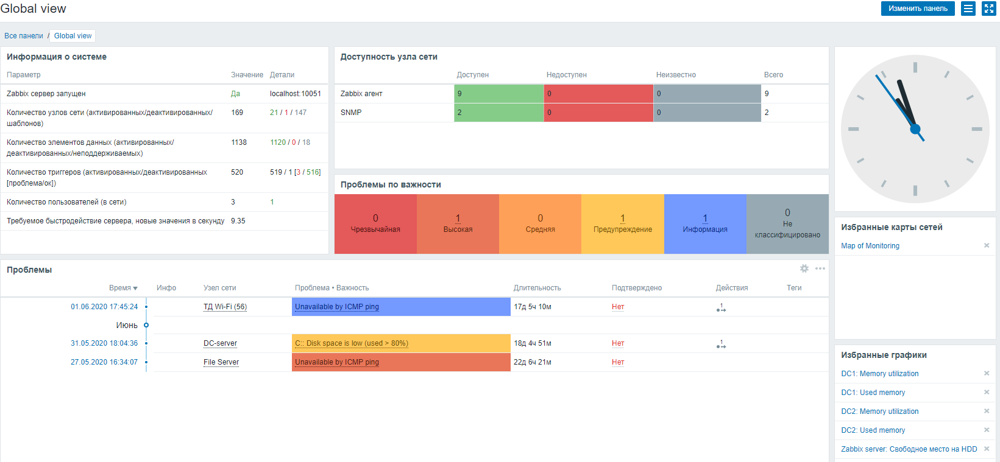 Global view
Изменить панель
Все панели / Global view
Информация о системе
Параметр Значение Детали
Zabbix сервер запущен Да localhost:10051
Количество узлов сети (активированных/деактивированных/ 169 21 / 1 / 147
шаблонов)
Количество элементов данных (активированных/ 1138 1120 / 0 / 18
деактивированных/неподдерживаемых)
Количество триггеров (активированных/деактивированных 520 519 / 1 [3 / 516]
[проблема/ок])
Количество пользователей (в сети) 3 1
Требуемое быстродействие сервера, новые значения в секунду 9.35
Доступность узла сети
Доступен Недоступен Неизвестно Всего
Zabbix агент 9 0 0 9
SNMP 2 0 0 2
Проблемы по важности
0 1 0 1 1 0
Чрезвычайная Высокая Средняя Предупреждение Информация Не
классифицировано
Избранные карты сетей
Map of Monitoring
Проблемы
Время Инфо Узел сети Проблема • Важность Длительность Подтверждено Действия Теги
01.06.2020 17:45:24 ТД Wi-Fi (56) Unavailable by ICMP ping 17д 5ч 10м Нет 1
Июнь
31.05.2020 18:04:36 DC-server C:: Disk space is low (used > 80%) 18д 4ч 51м Нет 1
27.05.2020 16:34:07 File Server Unavailable by ICMP ping 22д 6ч 21м Нет
Избранные графики
DC1: Memory utilization
DC1: Used memory
DC2: Memory utilization
DC2: Used memory
Zabbix server: Свободное место на HDD